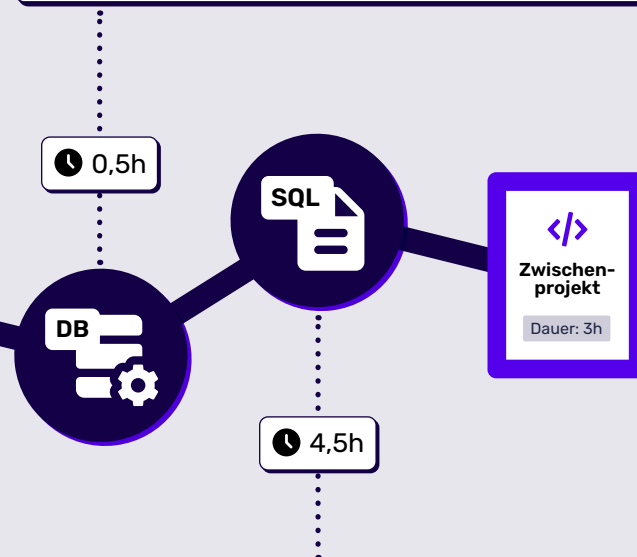 0,5h
SQL
</>
Zwischen-
projekt
Dauer: 3h
DB
4,5h